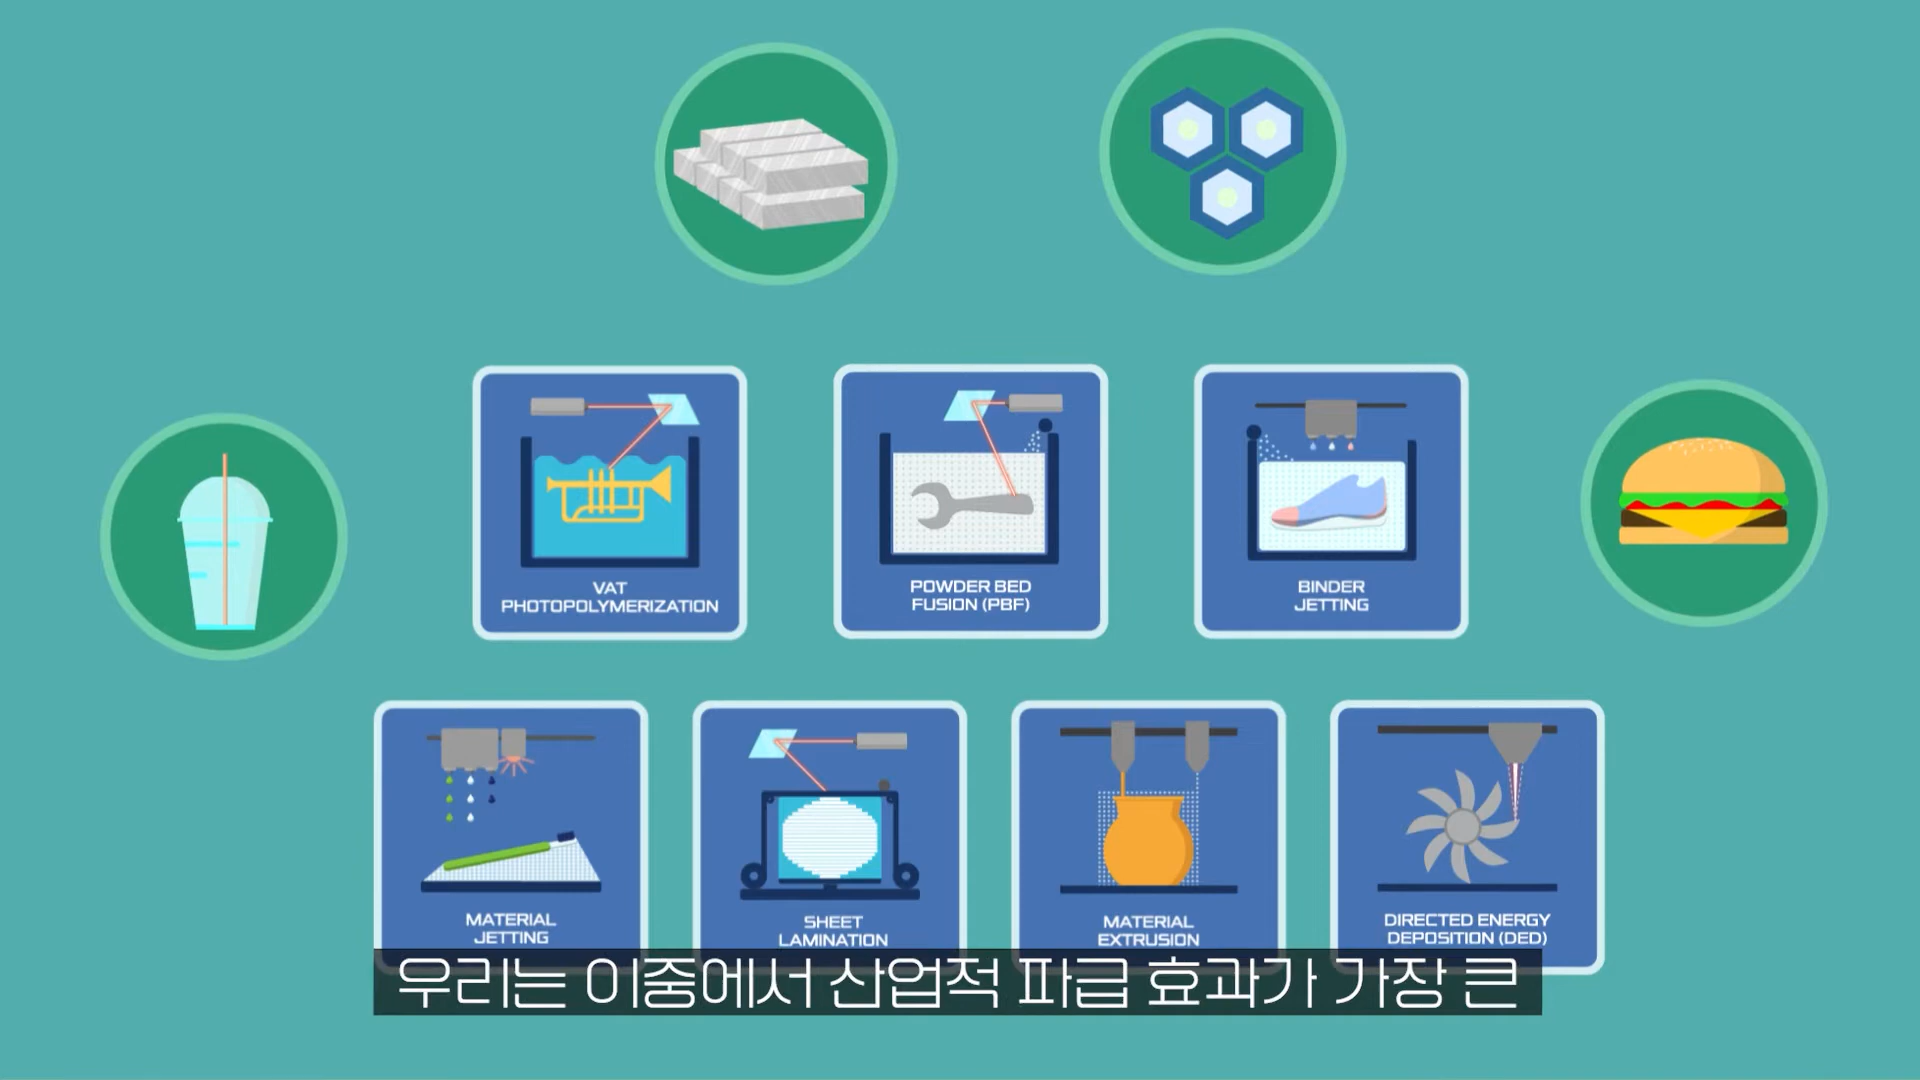 VAT
PHOTOPOLYMERIZATION
POWDER BED
FUSION (PBF)
BINDER
JETTING
MATERIAL
JETTING
SHEET
LAMINATION
MATERIAL
EXTRUSION
DIRECTED ENERGY
DEPOSITION (DED)
우리는 이중에서 산업적 파급 효과가 가장 큰